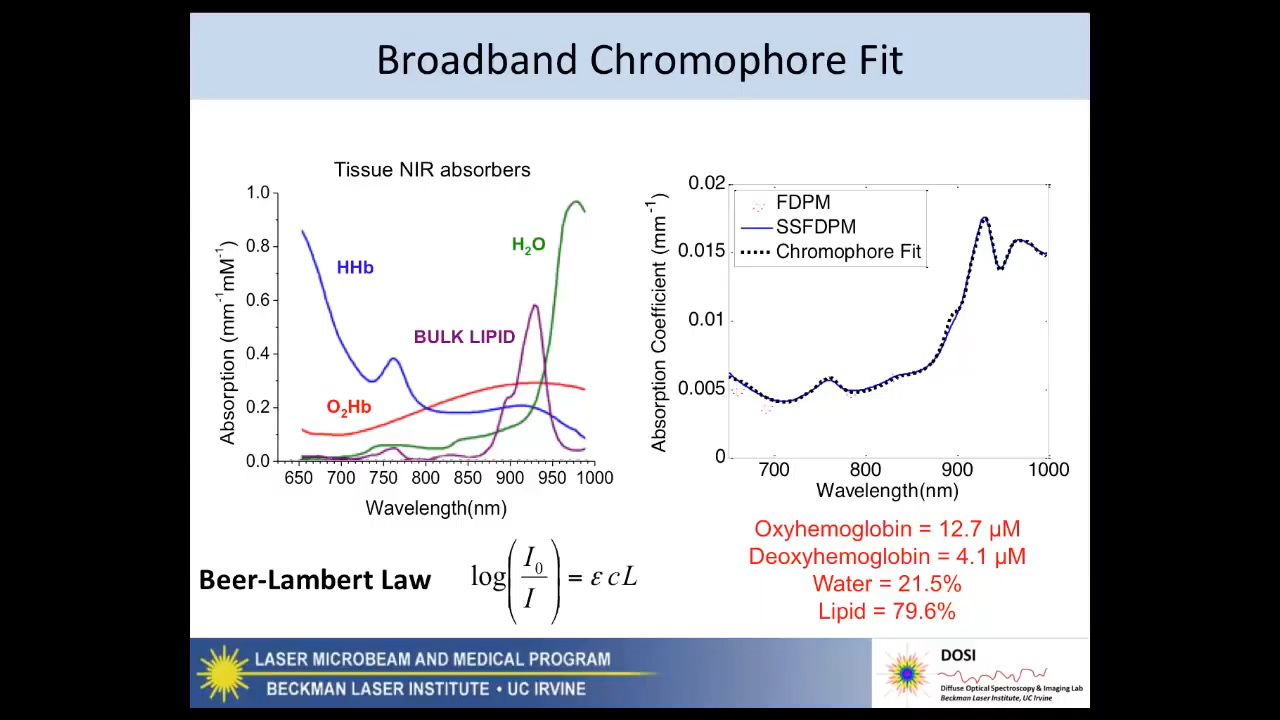 Broadband Chromophore Fit
Tissue NIR absorbers
Absorption (mm⁻¹mM⁻¹)
1.0
0.8
0.6
0.4
0.2
0.0
HHb
H₂O
BULK LIPID
O₂Hb
650 700 750 800 850 900 950 1000
Wavelength(nm)
Absorption Coefficient (mm⁻¹)
0.02
0.015
0.01
0.005
0
FDPM
SSFDPM
Chromophore Fit
700 800 900 1000
Wavelength(nm)
Oxyhemoglobin = 12.7 µM
Deoxyhemoglobin = 4.1 µM
Water = 21.5%
Lipid = 79.6%
Beer-Lambert Law log(I₀/I) = ε c L
LASER MICROBEAM AND MEDICAL PROGRAM
BECKMAN LASER INSTITUTE • UC IRVINE
DOSI
Diffuse Optical Spectroscopy & Imaging Lab
Beckman Laser Institute, UC Irvine